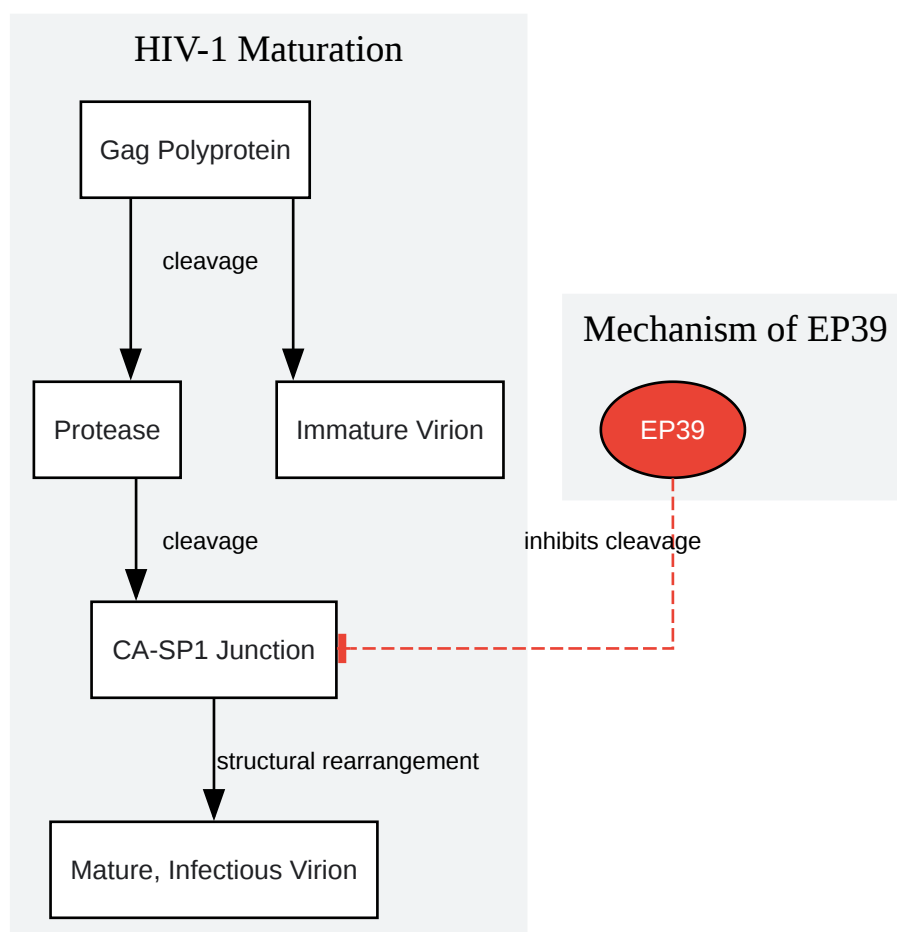 HIV-1 Maturation
Gag Polyprotein
cleavage
Mechanism of EP39
Protease
Immature Virion
EP39
cleavage
inhibits cleavage
CA-SP1 Junction
structural rearrangement
Mature, Infectious Virion